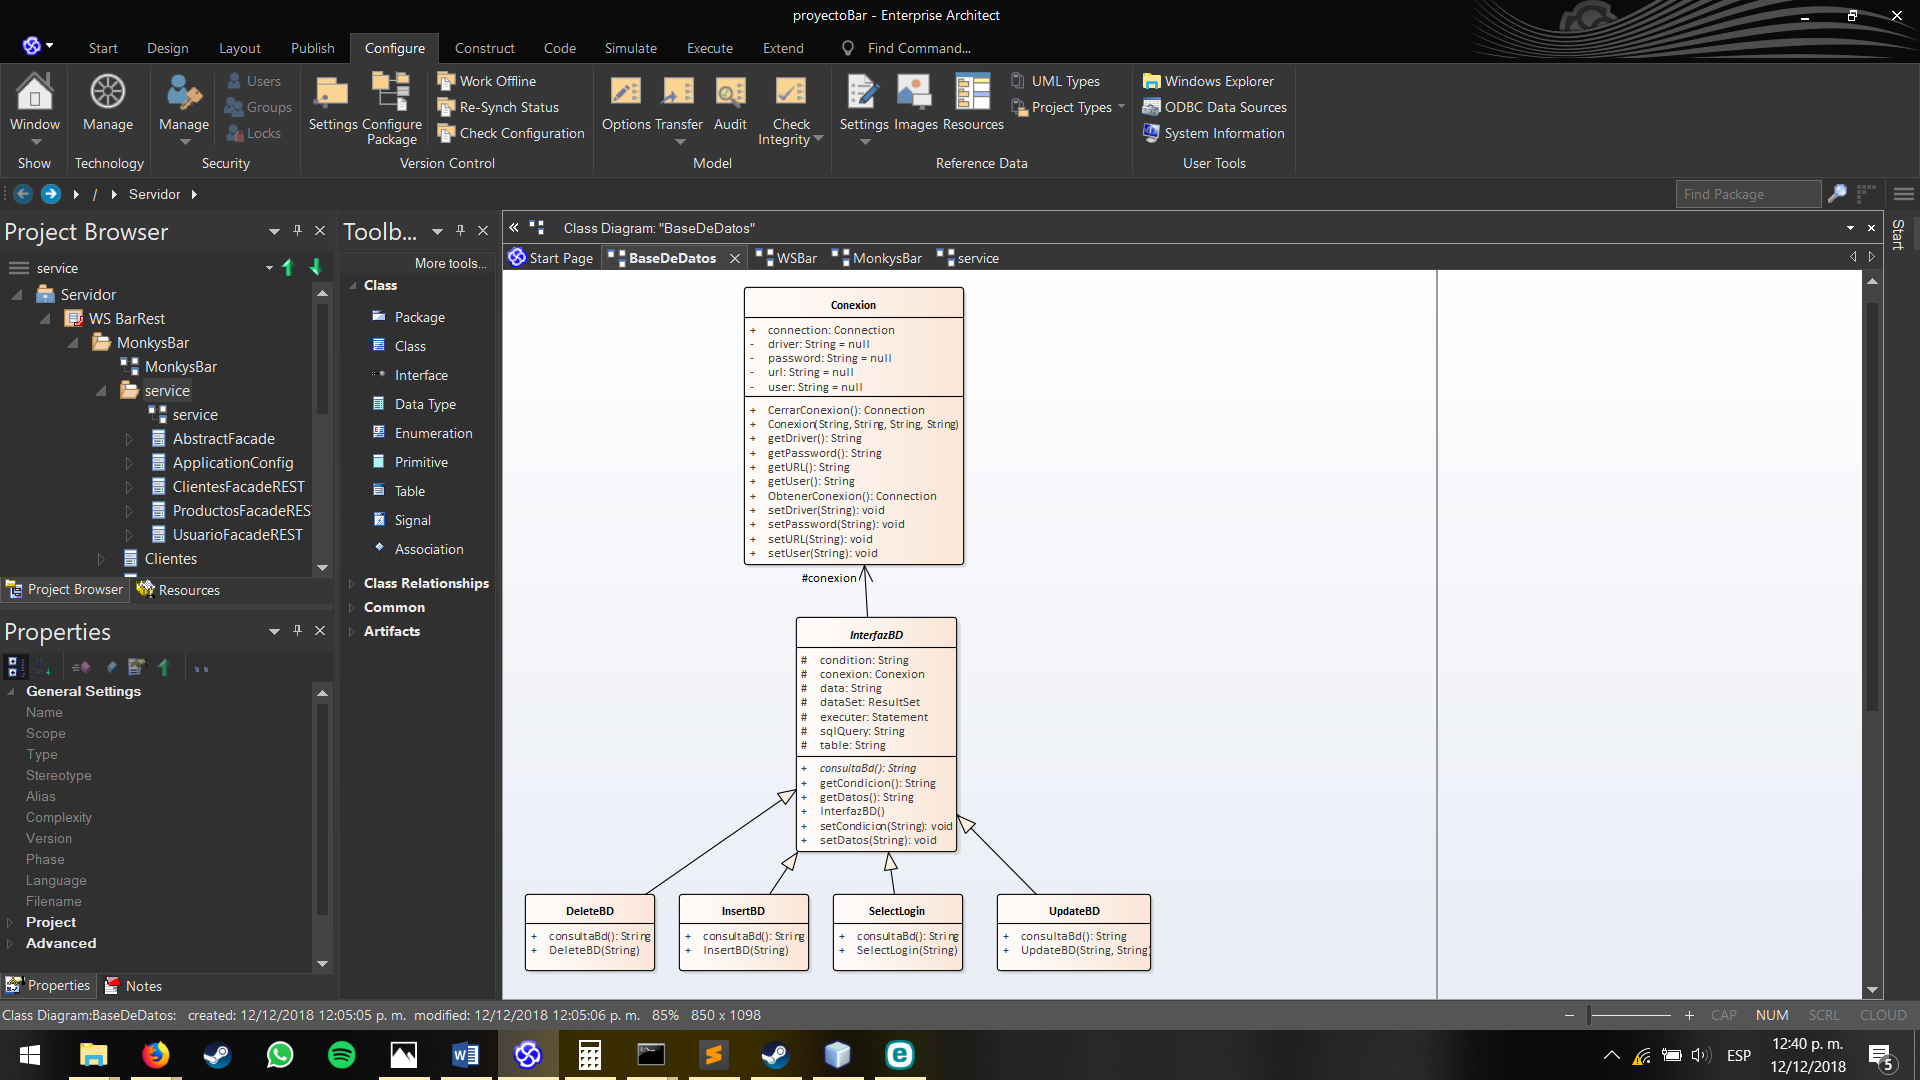 proyectoBar - Enterprise Architect
Start Design Layout Publish Configure Construct Code Simulate Execute Extend Find Command...
Window
Show
Manage
Technology
Manage
Users
Groups
Locks
Security
Settings
Configure Package
Work Offline
Re-Synch Status
Check Configuration
Version Control
Options
Transfer
Audit
Check Integrity
Model
Settings
Images
Resources
UML Types
Project Types
Reference Data
Windows Explorer
ODBC Data Sources
System Information
User Tools
/ Servidor
Find Package
Project Browser
service
Servidor
WS BarRest
MonkysBar
MonkysBar
service
service
AbstractFacade
ApplicationConfig
ClientesFacadeREST
ProductosFacadeRES
UsuarioFacadeREST
Clientes
Project Browser
Resources
Properties
General Settings
Name
Scope
Type
Stereotype
Alias
Complexity
Version
Phase
Language
Filename
Project
Advanced
Properties
Notes
Toolb...
More tools...
Class
Package
Class
Interface
Data Type
Enumeration
Primitive
Table
Signal
Association
Class Relationships
Common
Artifacts
Class Diagram: "BaseDeDatos"
Start Page
BaseDeDatos
WSBar
MonkysBar
service
Start
Conexion
+ connection: Connection
- driver: String = null
- password: String = null
- url: String = null
- user: String = null
+ CerrarConexion(): Connection
+ Conexion(String, String, String, String)
+ getDriver(): String
+ getPassword(): String
+ getURL(): String
+ getUser(): String
+ ObtenerConexion(): Connection
+ setDriver(String): void
+ setPassword(String): void
+ setURL(String): void
+ setUser(String): void
#conexion
InterfazBD
# condition: String
# conexion: Conexion
# data: String
# dataSet: ResultSet
# executer: Statement
# sqlQuery: String
# table: String
+ consultaBd(): String
+ getCondicion(): String
+ getDatos(): String
+ InterfazBD()
+ setCondicion(String): void
+ setDatos(String): void
DeleteBD
+ consultaBd(): String
+ DeleteBD(String)
InsertBD
+ consultaBd(): String
+ InsertBD(String)
SelectLogin
+ consultaBd(): String
+ SelectLogin(String)
UpdateBD
+ consultaBd(): String
+ UpdateBD(String, String)
Class Diagram:BaseDeDatos: created: 12/12/2018 12:05:05 p. m. modified: 12/12/2018 12:05:06 p. m. 85% 850 x 1098
CAP NUM SCRL CLOUD
ESP
12:40 p. m.
12/12/2018
5